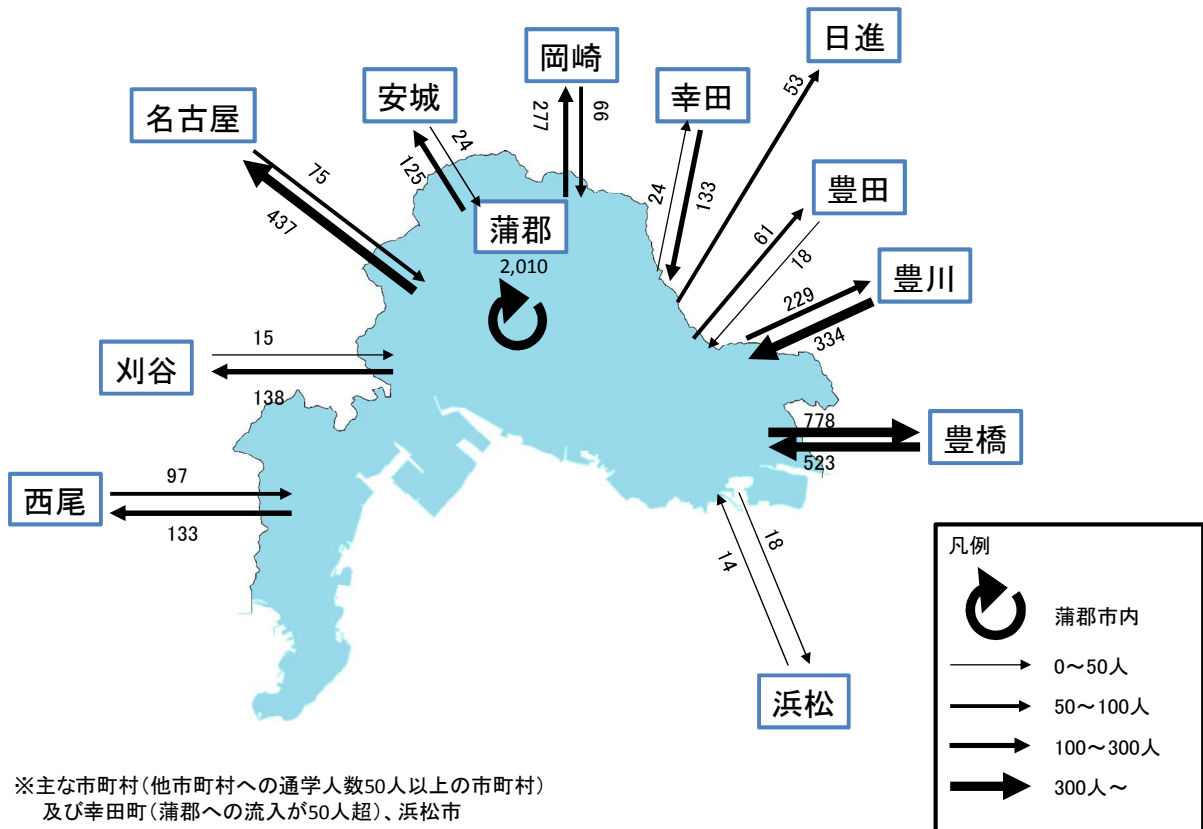 日進
岡崎
安城
幸田
名古屋
53
277
66
24
125
75
437
24
133
豊田
蒲郡
61
18
2,010
豊川
229
334
15
刈谷
138
778
豊橋
523
97
西尾
133
14
18
浜松
凡例
蒲郡市内
0～50人
50～100人
100～300人
300人～
※主な市町村(他市町村への通学人数50人以上の市町村)
及び幸田町(蒲郡への流入が50人超)、浜松市